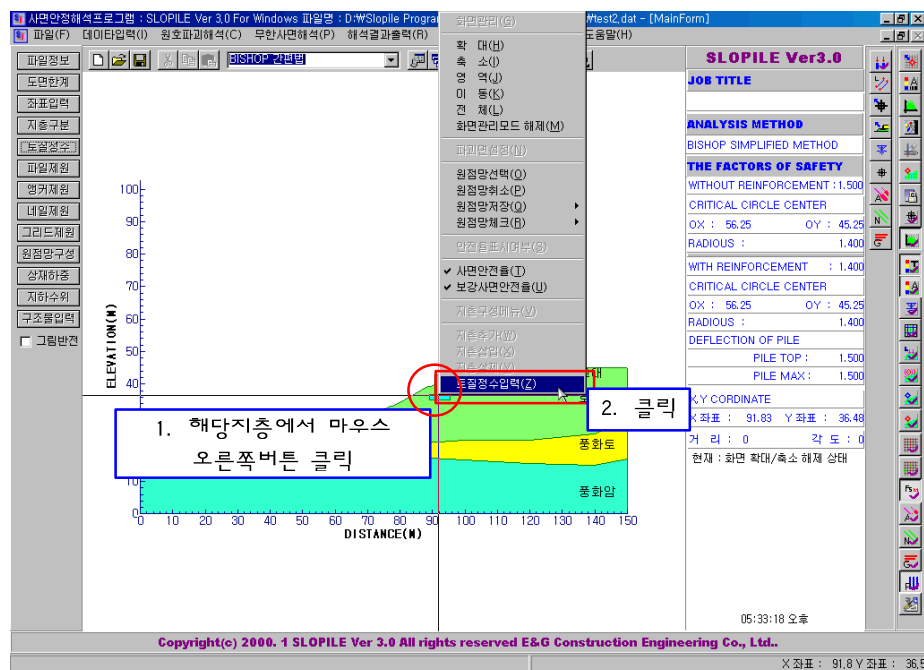 사면안정해석프로그램 : SLOPILE Ver 3.0 For Windows 파일명 : D:₩Slopile Progra
₩test2.dat - [MainForm]
파일(F) 데이타입력(I) 원호파괴해석(C) 무한사면해석(P) 해석결과출력(R)
도움말(H)
BISHOP 간편법
파일정보
도면한계
좌표입력
지층구분
토질정수
파일제원
앵커제원
네일제원
그리드제원
원점망구성
상재하중
지하수위
구조물입력
그림반전
화면관리(G)
확 대(H)
축 소(I)
영 역(J)
이 동(K)
전 체(L)
화면관리모드 해제(M)
파괴면설정(N)
원점망선택(O)
원점망취소(P)
원점망저장(Q)
원점망체크(R)
안전율표시여부(S)
사면안전율(T)
보강사면안전율(U)
지층구성메뉴(V)
지층추가(W)
지층삽입(X)
지층삭제(Y)
토질정수입력(Z)
ELEVATION(M)
100
90
80
70
60
50
40
10
0
0 10 20 30 40 50 60 70 80 90 100 110 120 130 140 150
DISTANCE(M)
풍화토
풍화암
1. 해당지층에서 마우스
오른쪽버튼 클릭
2. 클릭
SLOPILE Ver3.0
JOB TITLE
ANALYSIS METHOD
BISHOP SIMPLIFIED METHOD
THE FACTORS OF SAFETY
WITHOUT REINFORCEMENT : 1.500
CRITICAL CIRCLE CENTER
OX : 56.25 OY : 45.25
RADIOUS : 1.400
WITH REINFORCEMENT : 1.400
CRITICAL CIRCLE CENTER
OX : 56.25 OY : 45.25
RADIOUS : 1.400
DEFLECTION OF PILE
PILE TOP : 1.500
PILE MAX : 1.500
X,Y CORDINATE
X 좌표 : 91.83 Y 좌표 : 36.48
거 리 : 0 각 도 : 0
현재 : 화면 확대/축소 해제 상태
05:33:18 오후
Copyright(c) 2000. 1 SLOPILE Ver 3.0 All rights reserved E&G Construction Engineering Co., Ltd..
X 좌표 : 91.8 Y 좌표 : 36.5